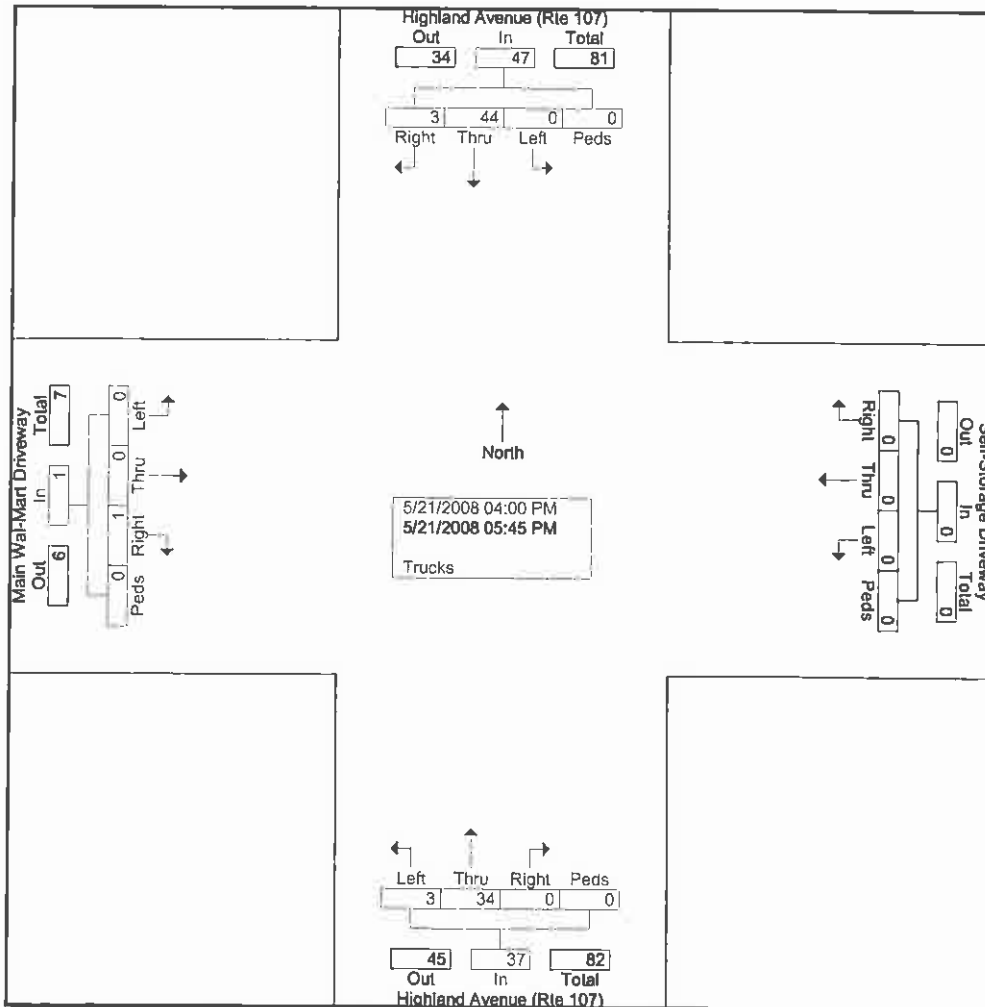 Highland Avenue (Rte 107)
Out In Total
34 47 81
3 44 0 0
Right Thru Left Peds
Main Wal-Mart Driveway
Out In Total
6 1 7
0 0 1 0
Left Thru Right Peds
North
5/21/2008 04:00 PM
5/21/2008 05:45 PM
Trucks
Self-Storage Driveway
Out In Total
0 0 0
0 0 0 0
Right Thru Left Peds
Left Thru Right Peds
3 34 0 0
45 37 82
Out In Total
Highland Avenue (Rte 107)